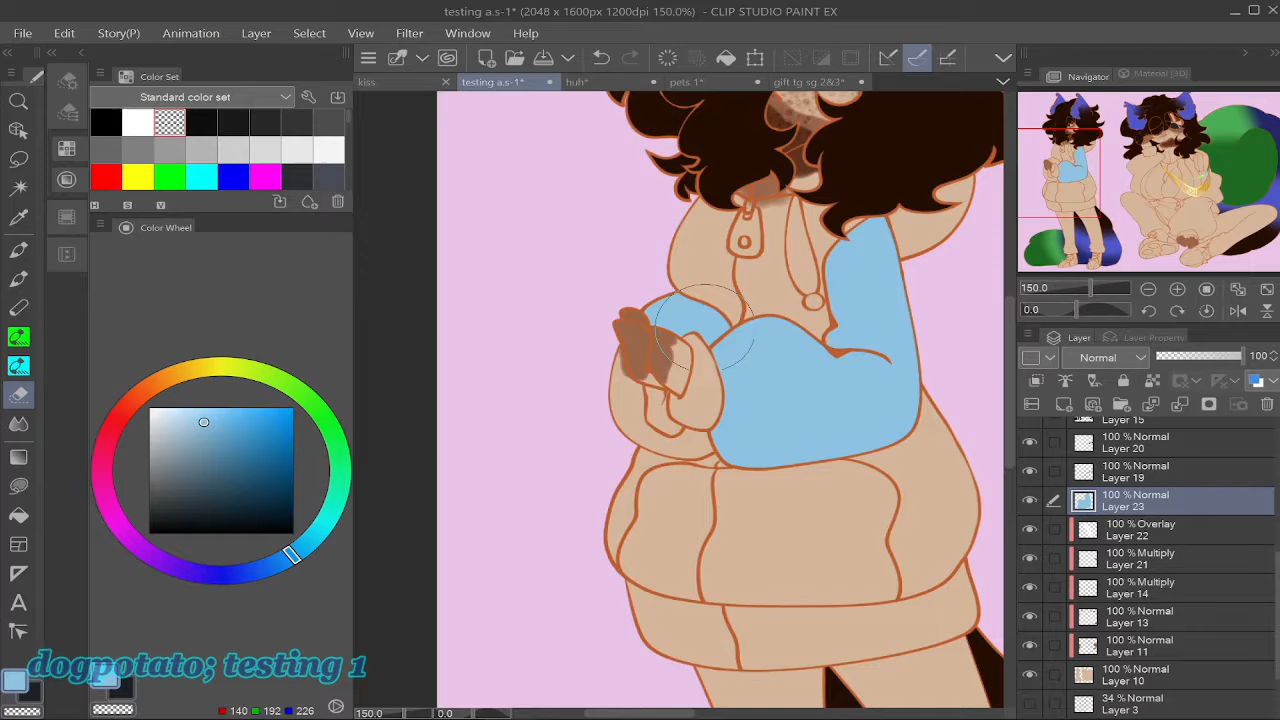 testing a.s-1* (2048 x 1600px 1200dpi 150.0%) - CLIP STUDIO PAINT EX
File Edit Story(P) Animation Layer Select View Filter Window Help
kiss testing a.s-1* huh* pets 1* gift tg sg 2&3*
Color Set
Standard color set
H S V
Color Wheel
dogpotato; testing 1
140 192 226
150.0 0.0
Navigator Material [3D]
150.0
0.0
Layer Layer Property
Normal 100
Layer 15
100 % Normal
Layer 20
100 % Normal
Layer 19
100 % Normal
Layer 23
100 % Overlay
Layer 22
100 % Multiply
Layer 21
100 % Multiply
Layer 14
100 % Normal
Layer 13
100 % Normal
Layer 11
100 % Normal
Layer 10
34 % Normal
Layer 3